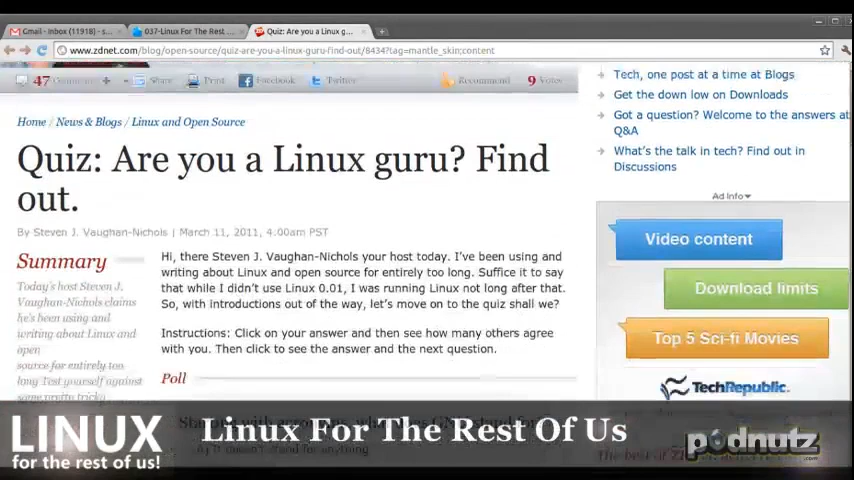 Gmail - Inbox (11918) - s...
037-Linux For The Rest ...
Quiz: Are you a Linux g...
www.zdnet.com/blog/open-source/quiz-are-you-a-linux-guru-find-out/8434?tag=mantle_skin;content
47 Comments
Share
Print
Facebook
Twitter
Recommend
9 Votes
Home / News & Blogs / Linux and Open Source
Quiz: Are you a Linux guru? Find
out.
By Steven J. Vaughan-Nichols | March 11, 2011, 4:00am PST
Summary
Today's host Steven J.
Vaughan-Nichols claims
he's been using and
writing about Linux and
open
source for entirely too
long. Test yourself against
some pretty tricky
Hi, there Steven J. Vaughan-Nichols your host today. I've been using and
writing about Linux and open source for entirely too long. Suffice it to say
that while I didn't use Linux 0.01, I was running Linux not long after that.
So, with introductions out of the way, let's move on to the quiz shall we?
Instructions: Click on your answer and then see how many others agree
with you. Then click to see the answer and the next question.
Poll
Tech, one post at a time at Blogs
Get the down low on Downloads
Got a question? Welcome to the answers at
Q&A
What's the talk in tech? Find out in
Discussions
Ad Info
Video content
Download limits
Top 5 Sci-fi Movies
TechRepublic
LINUX
for the rest of us!
Linux For The Rest Of Us
podnutz
.com